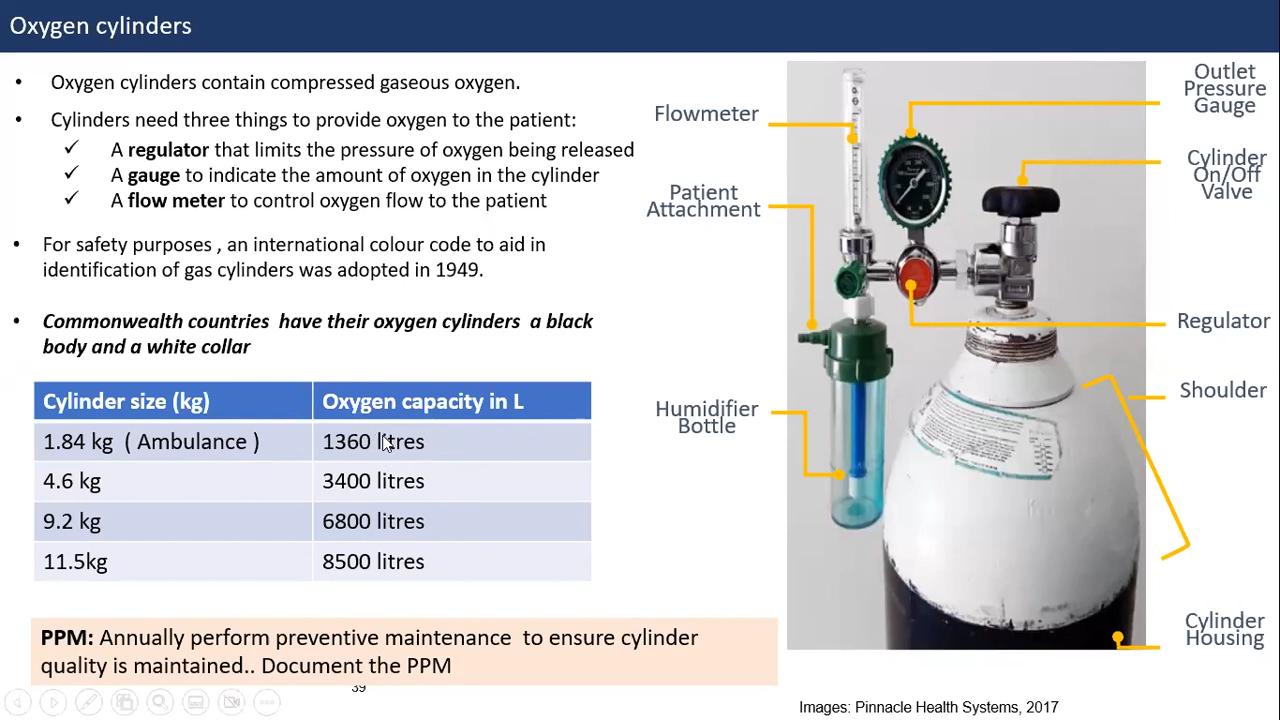 Oxygen cylinders
• Oxygen cylinders contain compressed gaseous oxygen.
• Cylinders need three things to provide oxygen to the patient:
✓ A regulator that limits the pressure of oxygen being released
✓ A gauge to indicate the amount of oxygen in the cylinder
✓ A flow meter to control oxygen flow to the patient
• For safety purposes , an international colour code to aid in
identification of gas cylinders was adopted in 1949.
• Commonwealth countries have their oxygen cylinders a black
body and a white collar
Cylinder size (kg) Oxygen capacity in L
1.84 kg ( Ambulance ) 1360 litres
4.6 kg 3400 litres
9.2 kg 6800 litres
11.5kg 8500 litres
PPM: Annually perform preventive maintenance to ensure cylinder
quality is maintained.. Document the PPM
39
Flowmeter
Patient
Attachment
Humidifier
Bottle
Outlet
Pressure
Gauge
Cylinder
On/Off
Valve
Regulator
Shoulder
Cylinder
Housing
Images: Pinnacle Health Systems, 2017